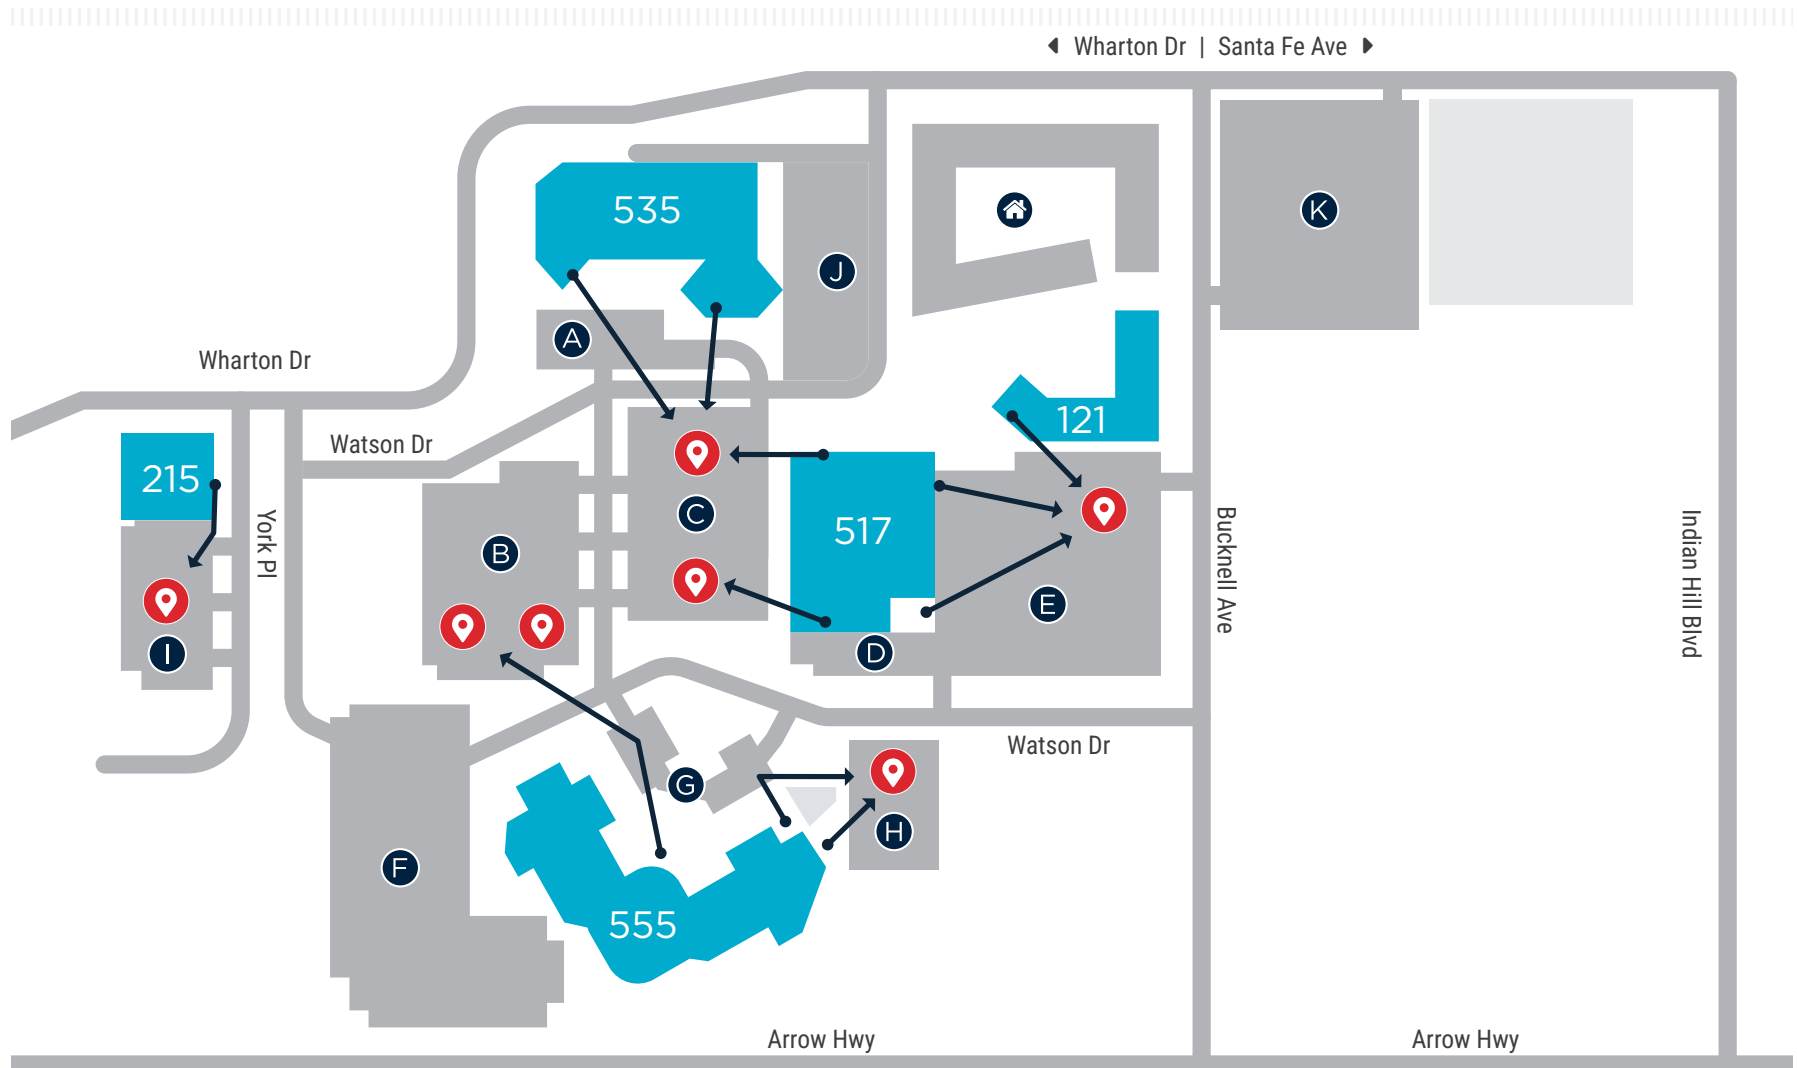 Wharton Dr | Santa Fe Ave
535
K
J
A
Wharton Dr
121
Watson Dr
215
C
517
York Pl
B
Bucknell Ave
Indian Hill Blvd
E
I
D
Watson Dr
G
H
F
555
Arrow Hwy
Arrow Hwy